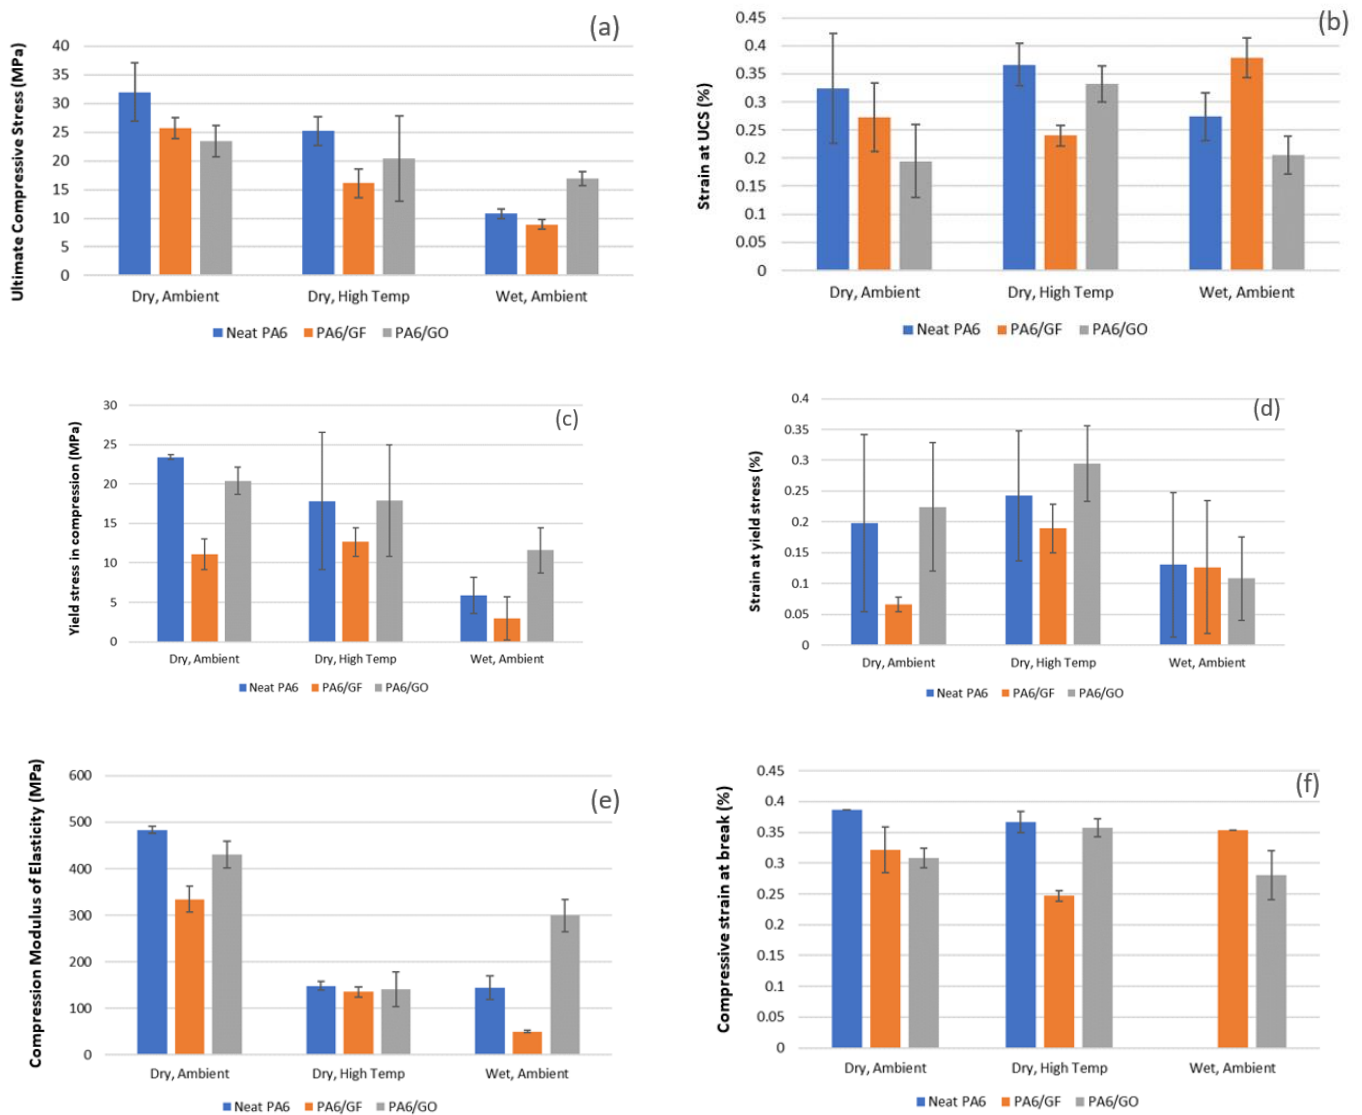 (a)
Ultimate Compressive Stress (MPa)
40
35
30
25
20
15
10
5
0
Dry, Ambient Dry, High Temp Wet, Ambient
Neat PA6 PA6/GF PA6/GO
(b)
Strain at UCS (%)
0.45
0.4
0.35
0.3
0.25
0.2
0.15
0.1
0.05
0
Dry, Ambient Dry, High Temp Wet, Ambient
Neat PA6 PA6/GF PA6/GO
(c)
Yield stress in compression (MPa)
30
25
20
15
10
5
0
Dry, Ambient Dry, High Temp Wet, Ambient
Neat PA6 PA6/GF PA6/GO
(d)
Strain at yield stress (%)
0.4
0.35
0.3
0.25
0.2
0.15
0.1
0.05
0
Dry, Ambient Dry, High Temp Wet, Ambient
Neat PA6 PA6/GF PA6/GO
(e)
Compression Modulus of Elasticity (MPa)
600
500
400
300
200
100
0
Dry, Ambient Dry, High Temp Wet, Ambient
Neat PA6 PA6/GF PA6/GO
(f)
Compressive strain at break (%)
0.45
0.4
0.35
0.3
0.25
0.2
0.15
0.1
0.05
0
Dry, Ambient Dry, High Temp Wet, Ambient
Neat PA6 PA6/GF PA6/GO